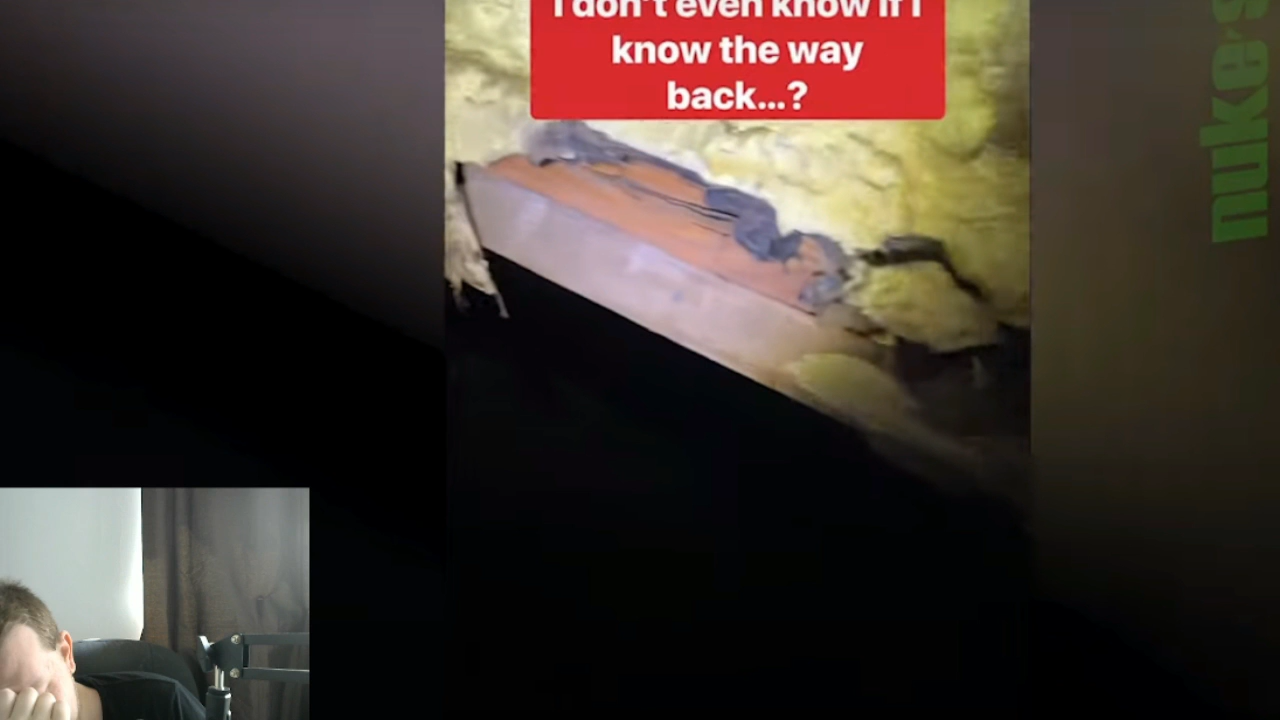 I don't even know if I
know the way
back...?
nuke's